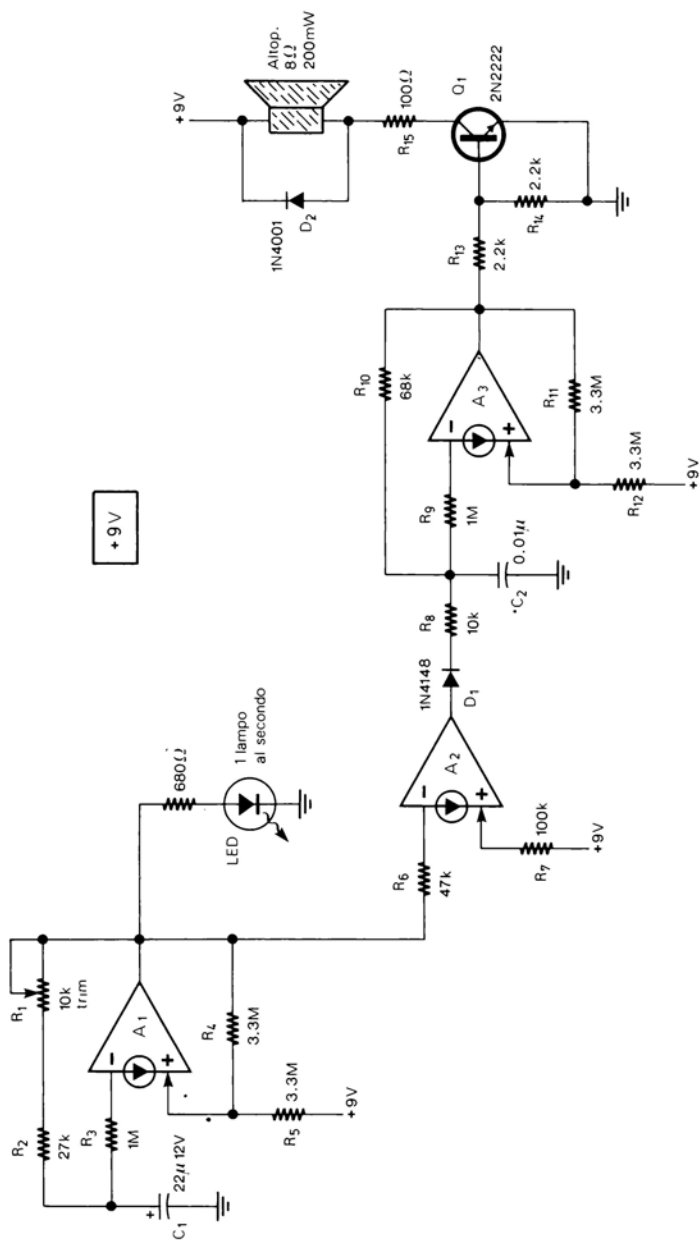 +9V
Altop.
8Ω
200mW
1N4001
D2
R15
100Ω
Q1
2N2222
R13
2.2k
R14
2.2k
R10
68k
A3
−
+
R11
3.3M
R12
3.3M
+9V
R9
1M
*C2
0.01μ
R8
10k
1N4148
D1
A2
−
+
R7
100k
+9V
R6
47k
+9V
680Ω
1 lampo
al secondo
LED
R1
10k
trim
A1
−
+
R4
3.3M
R5
3.3M
+9V
R2
27k
R3
1M
22μ 12V
+
C1